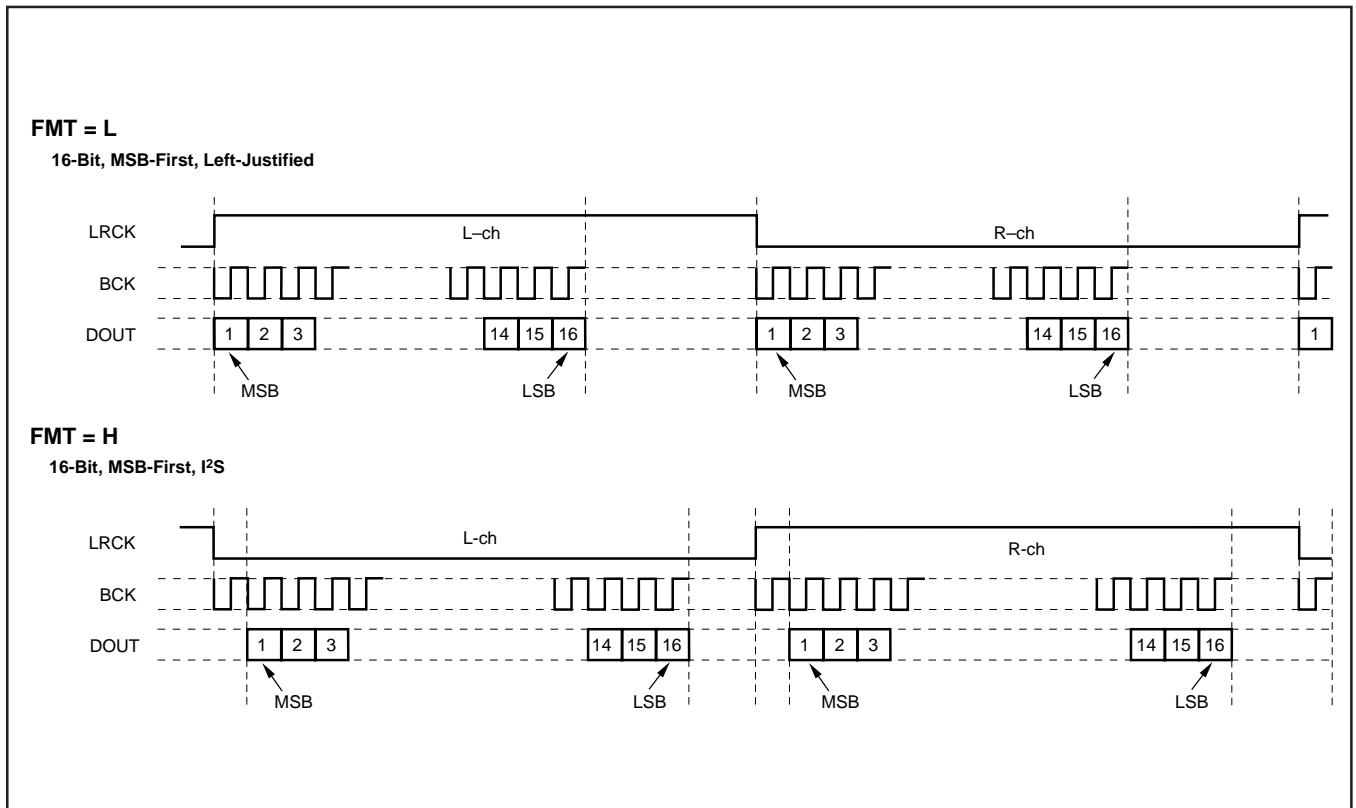 FMT = L
16-Bit, MSB-First, Left-Justified
LRCK L–ch R–ch
BCK
DOUT 1 2 3 14 15 16 1 2 3 14 15 16 1
MSB LSB MSB LSB
FMT = H
16-Bit, MSB-First, I²S
LRCK L-ch R-ch
BCK
DOUT 1 2 3 14 15 16 1 2 3 14 15 16
MSB LSB MSB LSB